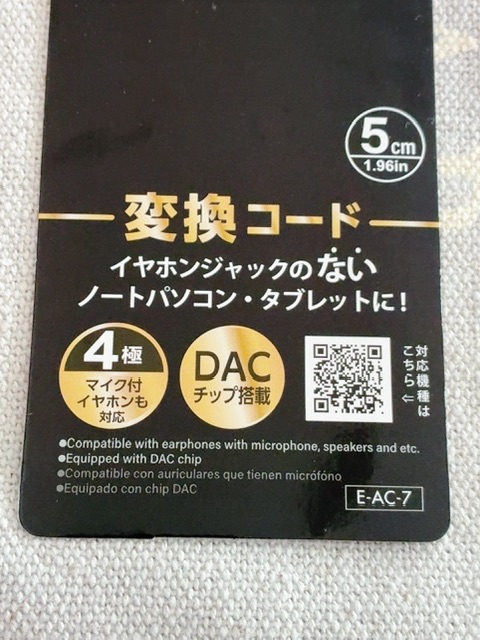 5cm
1.96in
変換コード
イヤホンジャックのない
ノートパソコン・タブレットに!
4極
マイク付
イヤホンも
対応
DAC
チップ搭載
対応機種は
こちら⇨
●Compatible with earphones with microphone, speakers and etc.
●Equipped with DAC chip
●Compatible con auriculares que tienen micrófóno
●Equipado con chip DAC
E-AC-7